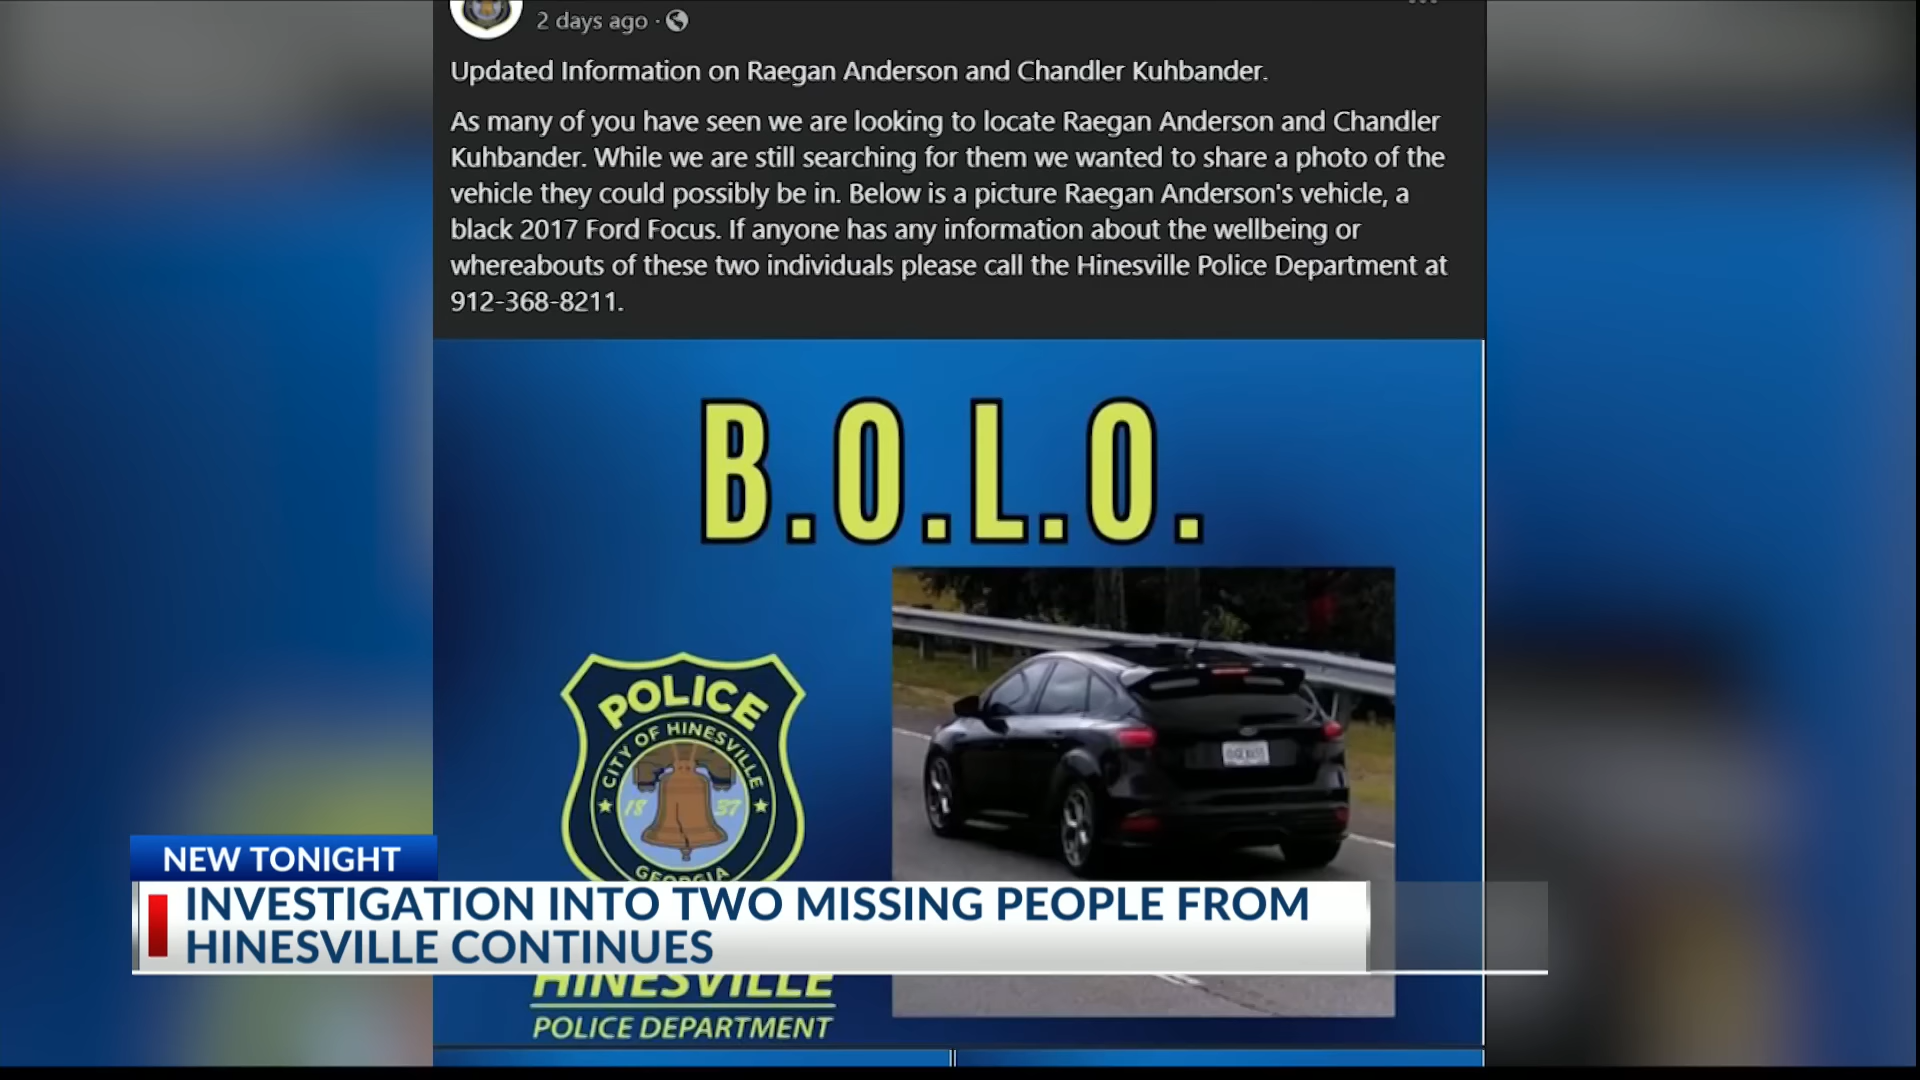 2 days ago ·
Updated Information on Raegan Anderson and Chandler Kuhbander.
As many of you have seen we are looking to locate Raegan Anderson and Chandler
Kuhbander. While we are still searching for them we wanted to share a photo of the
vehicle they could possibly be in. Below is a picture Raegan Anderson's vehicle, a
black 2017 Ford Focus. If anyone has any information about the wellbeing or
whereabouts of these two individuals please call the Hinesville Police Department at
912-368-8211.
B.O.L.O.
POLICE
CITY OF HINESVILLE
18 37
GEORGIA
NEW TONIGHT
INVESTIGATION INTO TWO MISSING PEOPLE FROM
HINESVILLE CONTINUES
HINESVILLE
POLICE DEPARTMENT